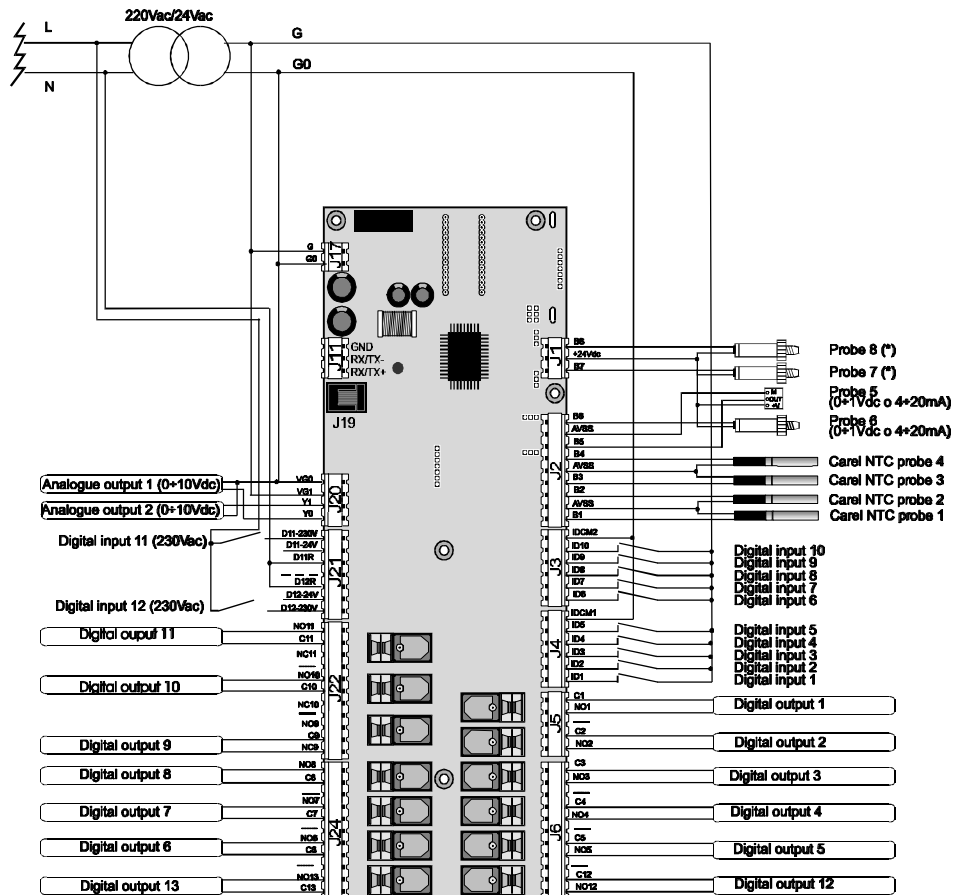 220Vac/24Vac
L
G
G0
N
G
G0
J17
GND
RX/TX-
RX/TX+
J11
J19
B8
+24Vdc
B7
J1
Probe 8 (*)
Probe 7 (*)
Probe 5
(0÷1Vdc o 4÷20mA)
Probe 6
(0÷1Vdc o 4÷20mA)
M
OUT
+V
B6
AVSS
B5
B4
AVSS
B3
B2
AVSS
B1
J2
Carel NTC probe 4
Carel NTC probe 3
Carel NTC probe 2
Carel NTC probe 1
Analogue output 1 (0÷10Vdc)
Analogue output 2 (0÷10Vdc)
VG0
VG1
Y1
Y0
J20
Digital input 11 (230Vac)
Digital input 12 (230Vac)
D11-230V
D11-24V
D11R
D12R
D12-24V
D12-230V
J21
IDCM2
ID10
ID9
ID8
ID7
ID6
J3
Digital input 10
Digital input 9
Digital input 8
Digital input 7
Digital input 6
IDCM1
ID5
ID4
ID3
ID2
ID1
J4
Digital input 5
Digital input 4
Digital input 3
Digital input 2
Digital input 1
Digital ouput 11
Digital output 10
Digital output 9
NO11
C11
NC11
NO10
C10
NC10
NO9
C9
NC9
J22
C1
NO1
C2
NO2
J5
Digital output 1
Digital output 2
Digital output 8
Digital output 7
Digital output 6
Digital output 13
NO8
C8
NO7
C7
NO6
C6
NO13
C13
J24
C3
NO3
C4
NO4
C5
NO5
C12
NO12
J6
Digital output 3
Digital output 4
Digital output 5
Digital output 12